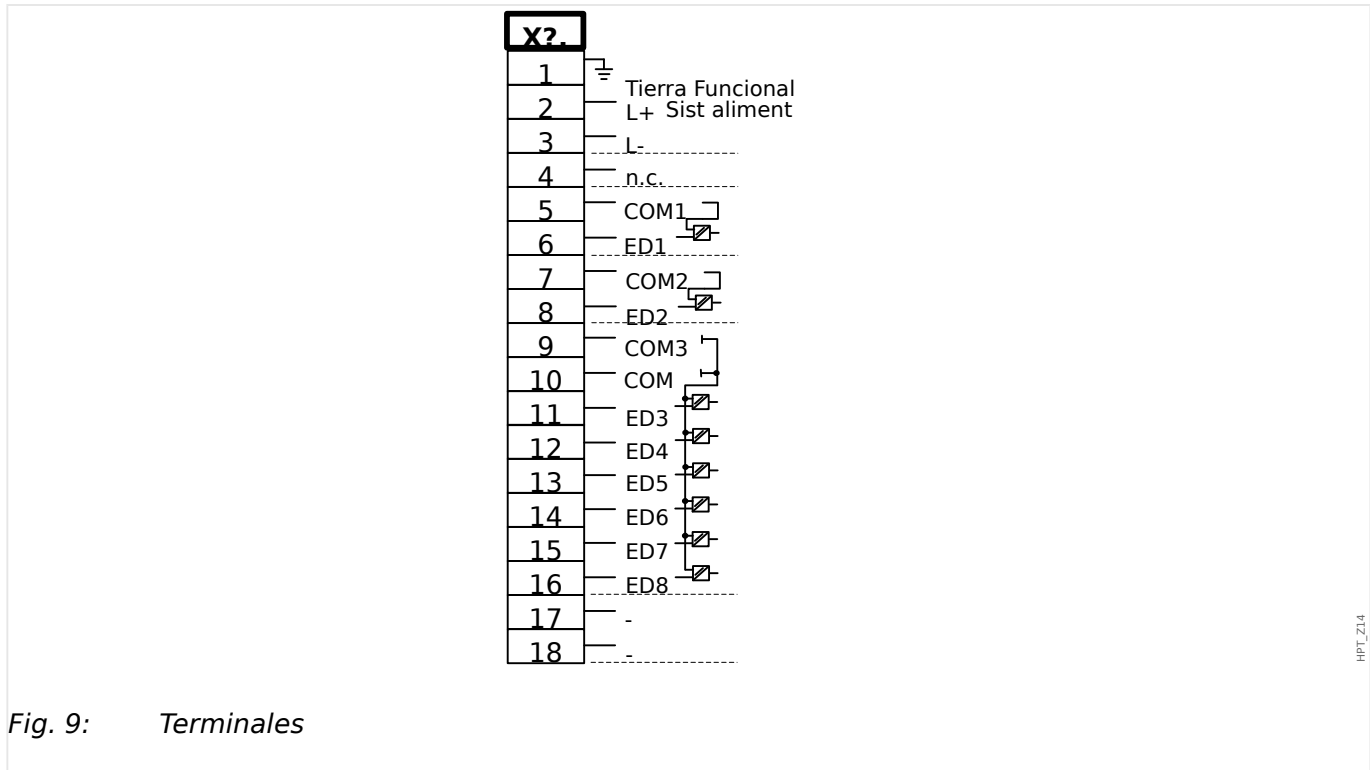 X?.
1
Tierra Funcional
2 L+ Sist aliment
3 L-
4 n.c.
5 COM1
6 ED1
7 COM2
8 ED2
9 COM3
10 COM
11 ED3
12 ED4
13 ED5
14 ED6
15 ED7
16 ED8
17 -
18 -
HPT_Z14
Fig. 9: Terminales